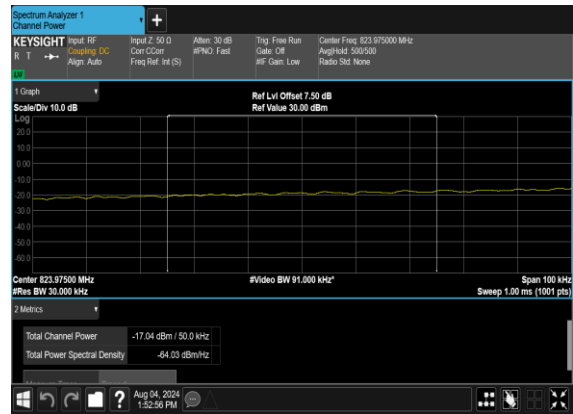 Spectrum Analyzer 1
Channel Power
+
KEYSIGHT Input: RF Input Z: 50 Ω Atten: 30 dB Trig: Free Run Center Freq: 823.975000 MHz
R T Coupling: DC Corr CCorr #PNO: Fast Gate: Off Avg|Hold: 500/500
Align: Auto Freq Ref: Int (S) #IF Gain: Low Radio Std: None
1 Graph
Ref Lvl Offset 7.50 dB
Scale/Div 10.0 dB Ref Value 30.00 dBm
Log
20.0
10.0
0.00
-10.0
-20.0
-30.0
-40.0
-50.0
-60.0
Center 823.97500 MHz #Video BW 91.000 kHz* Span 100 kHz
#Res BW 30.000 kHz Sweep 1.00 ms (1001 pts)
2 Metrics
Total Channel Power -17.04 dBm / 50.0 kHz
Total Power Spectral Density -64.03 dBm/Hz
?
Aug 04, 2024
1:52:56 PM